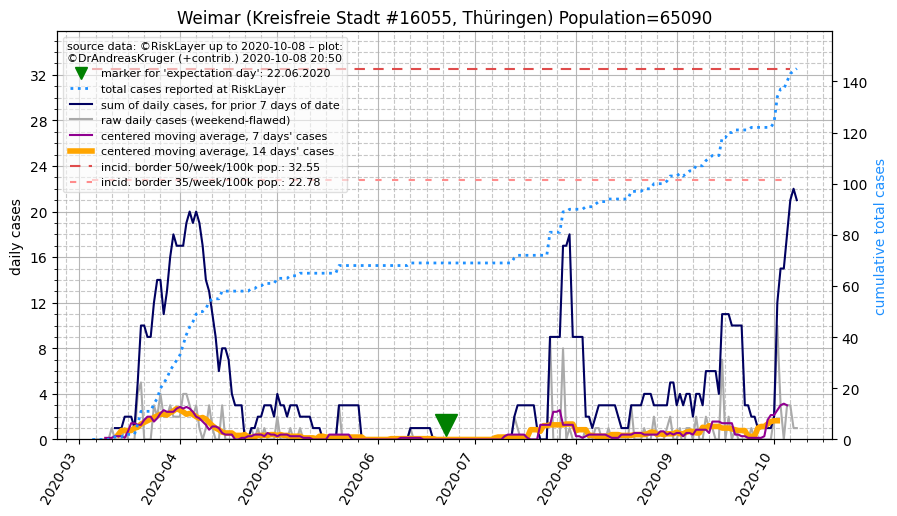 Weimar (Kreisfreie Stadt #16055, Thüringen) Population=65090
source data: ©RiskLayer up to 2020-10-08 – plot:
©DrAndreasKruger (+contrib.) 2020-10-08 20:50
marker for 'expectation day': 22.06.2020
total cases reported at RiskLayer
sum of daily cases, for prior 7 days of date
raw daily cases (weekend-flawed)
centered moving average, 7 days' cases
centered moving average, 14 days' cases
incid. border 50/week/100k pop.: 32.55
incid. border 35/week/100k pop.: 22.78
daily cases
32
28
24
20
16
12
8
4
0
140
120
100
80
60
40
20
0
cumulative total cases
2020-03
2020-04
2020-05
2020-06
2020-07
2020-08
2020-09
2020-10